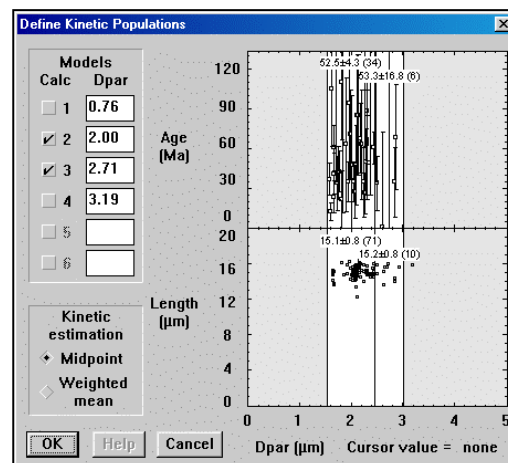 Define Kinetic Populations
Models
Calc Dpar
1 0.76
2 2.00
3 2.71
4 3.19
5
6
Kinetic
estimation
Midpoint
Weighted
mean
OK
Help
Cancel
Age
(Ma)
120
90
60
30
0
52.5±4.3 (34)
53.3±16.8 (6)
Length
(µm)
20
16
12
8
4
0
15.1±0.8 (71)
15.2±0.8 (10)
0 1 2 3 4 5
Dpar (µm) Cursor value = none